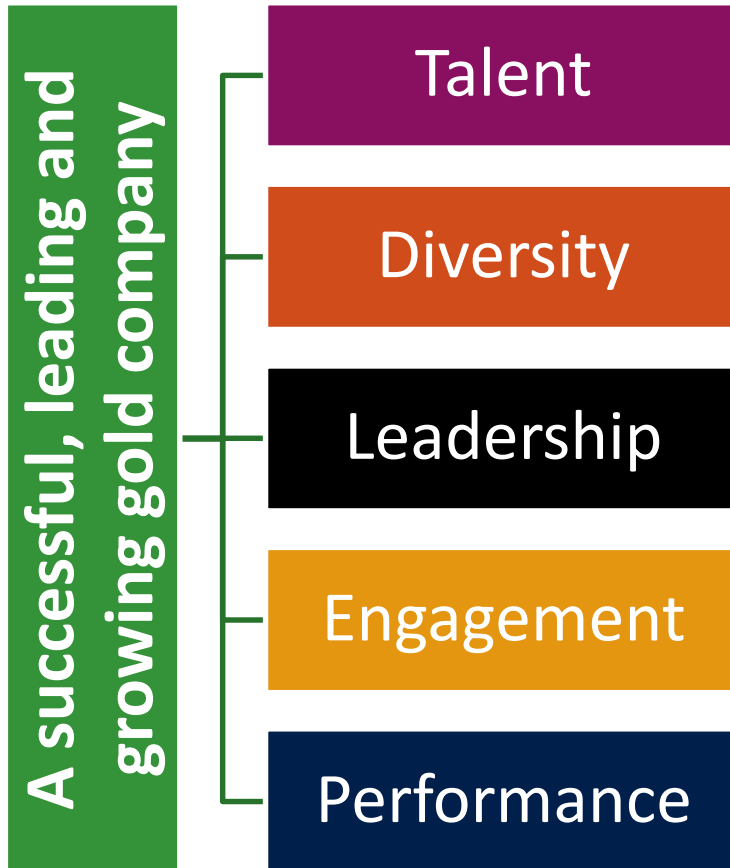 A successful, leading and
growing gold company
Talent
Diversity
Leadership
Engagement
Performance